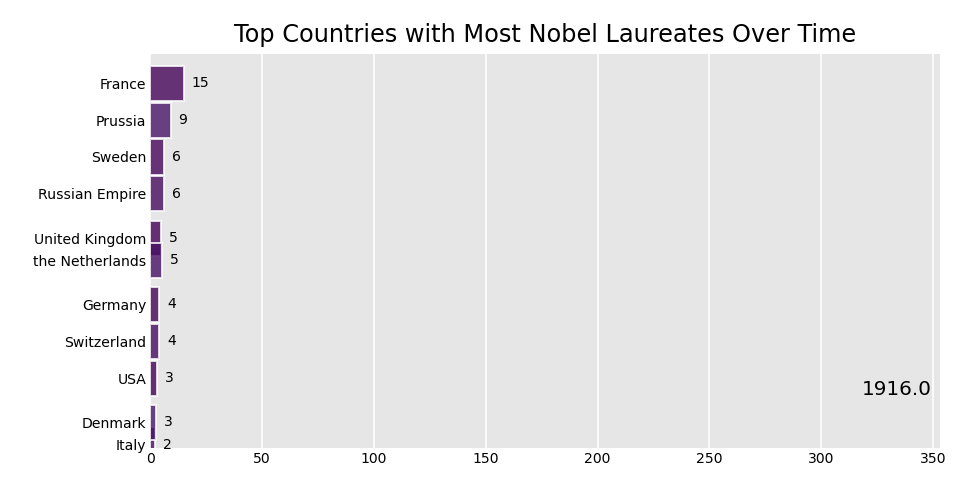 Top Countries with Most Nobel Laureates Over Time
France 15
Prussia 9
Sweden 6
Russian Empire 6
United Kingdom 5
the Netherlands 5
Germany 4
Switzerland 4
USA 3
1916.0
Denmark 3
Italy 2
0 50 100 150 200 250 300 350